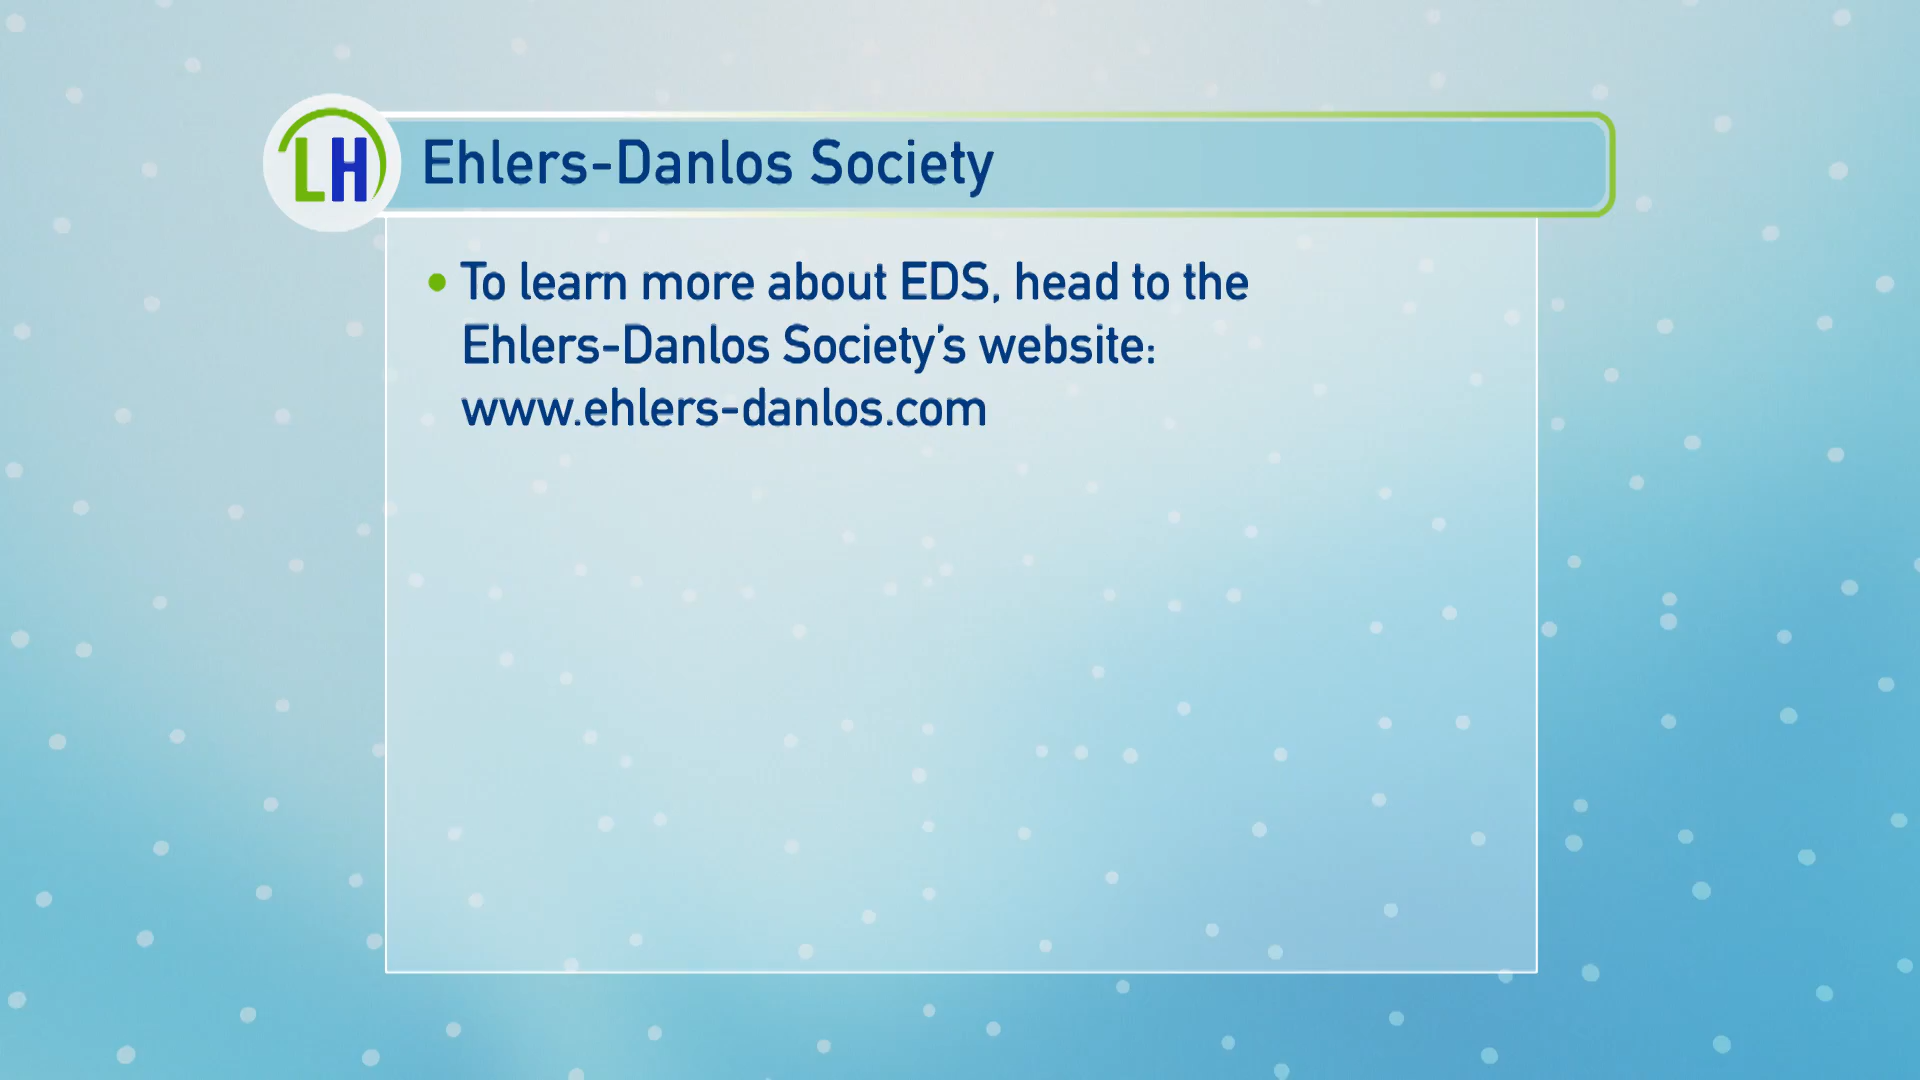 LH
Ehlers-Danlos Society
• To learn more about EDS, head to the
Ehlers-Danlos Society's website:
www.ehlers-danlos.com